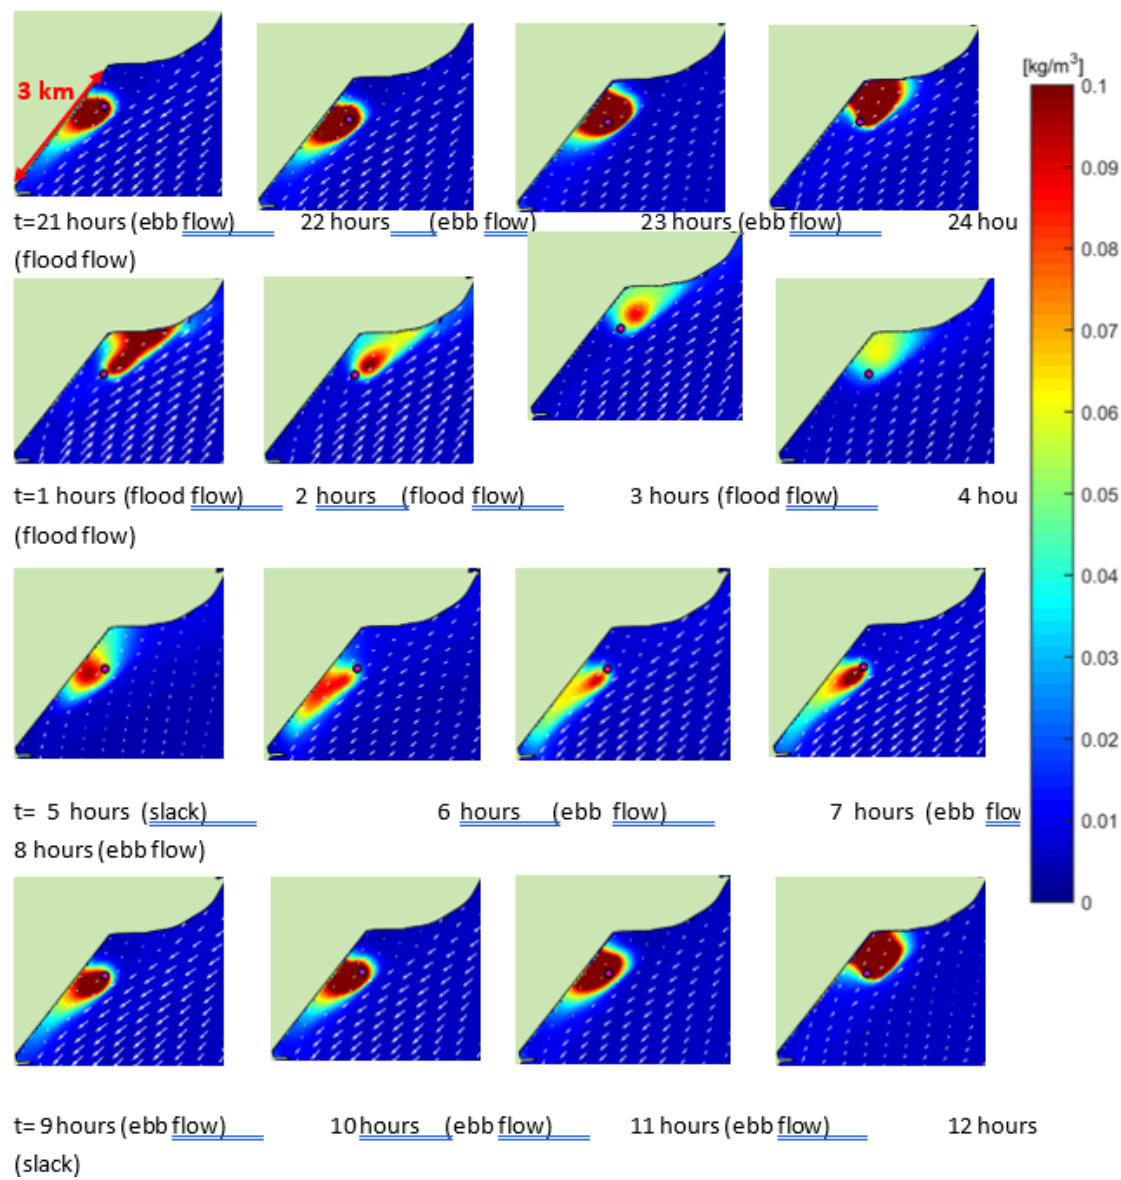 [kg/m³]
0.1
3 km
0.09
t=21 hours (ebb flow) 22 hours (ebb flow) 23 hours (ebb flow) 24 hou
(flood flow)
0.08
0.07
0.06
t=1 hours (flood flow) 2 hours (flood flow) 3 hours (flood flow) 4 hou
0.05
(flood flow)
0.04
0.03
0.02
t= 5 hours (slack) 6 hours (ebb flow) 7 hours (ebb flow
0.01
8 hours (ebb flow)
0
t= 9 hours (ebb flow) 10 hours (ebb flow) 11 hours (ebb flow) 12 hours
(slack)